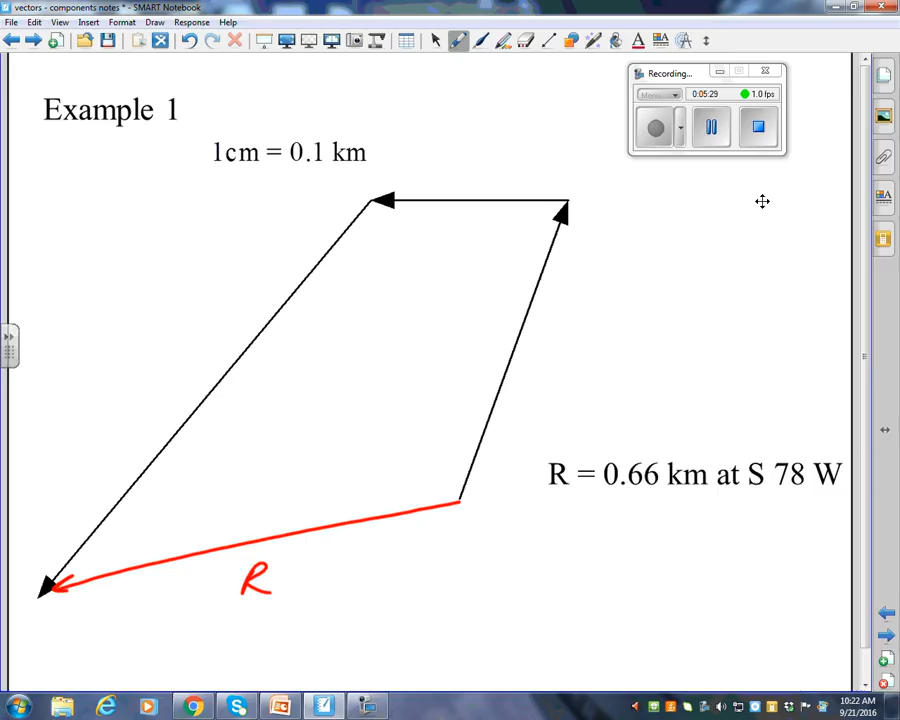 vectors - components notes * - SMART Notebook
File Edit View Insert Format Draw Response Help
Recording...
Menu
0:05:29
1.0 fps
Example 1
1cm = 0.1 km
R = 0.66 km at S 78 W
R
10:22 AM
9/21/2016